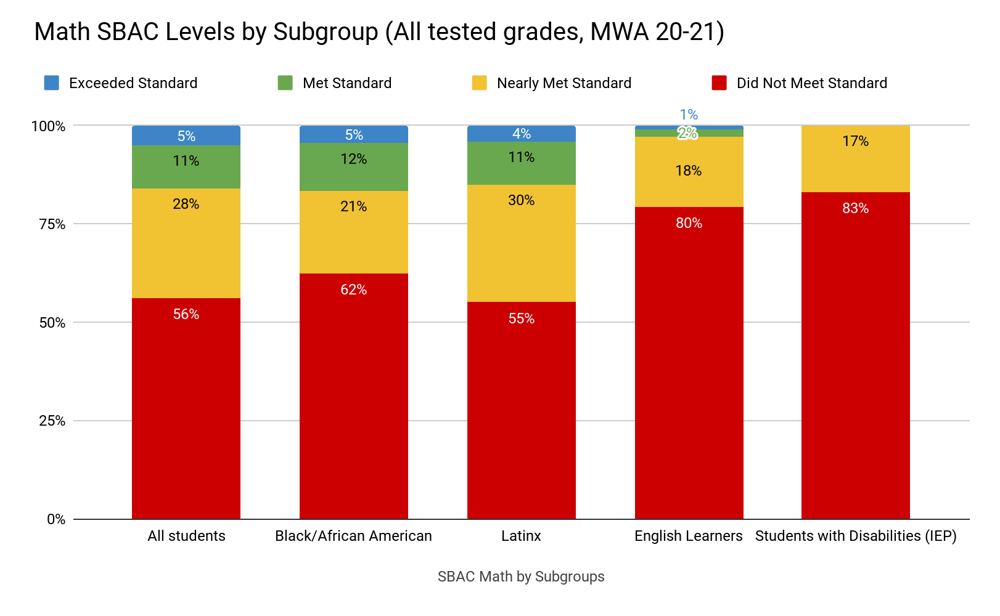 Math SBAC Levels by Subgroup (All tested grades, MWA 20-21)
Exceeded Standard Met Standard Nearly Met Standard Did Not Meet Standard
1%
100% 5% 5% 4% 2% 17%
11% 12% 11% 18%
28% 21% 30% 83%
75% 80%
62%
50% 56% 55%
25%
0%
All students Black/African American Latinx English Learners Students with Disabilities (IEP)
SBAC Math by Subgroups